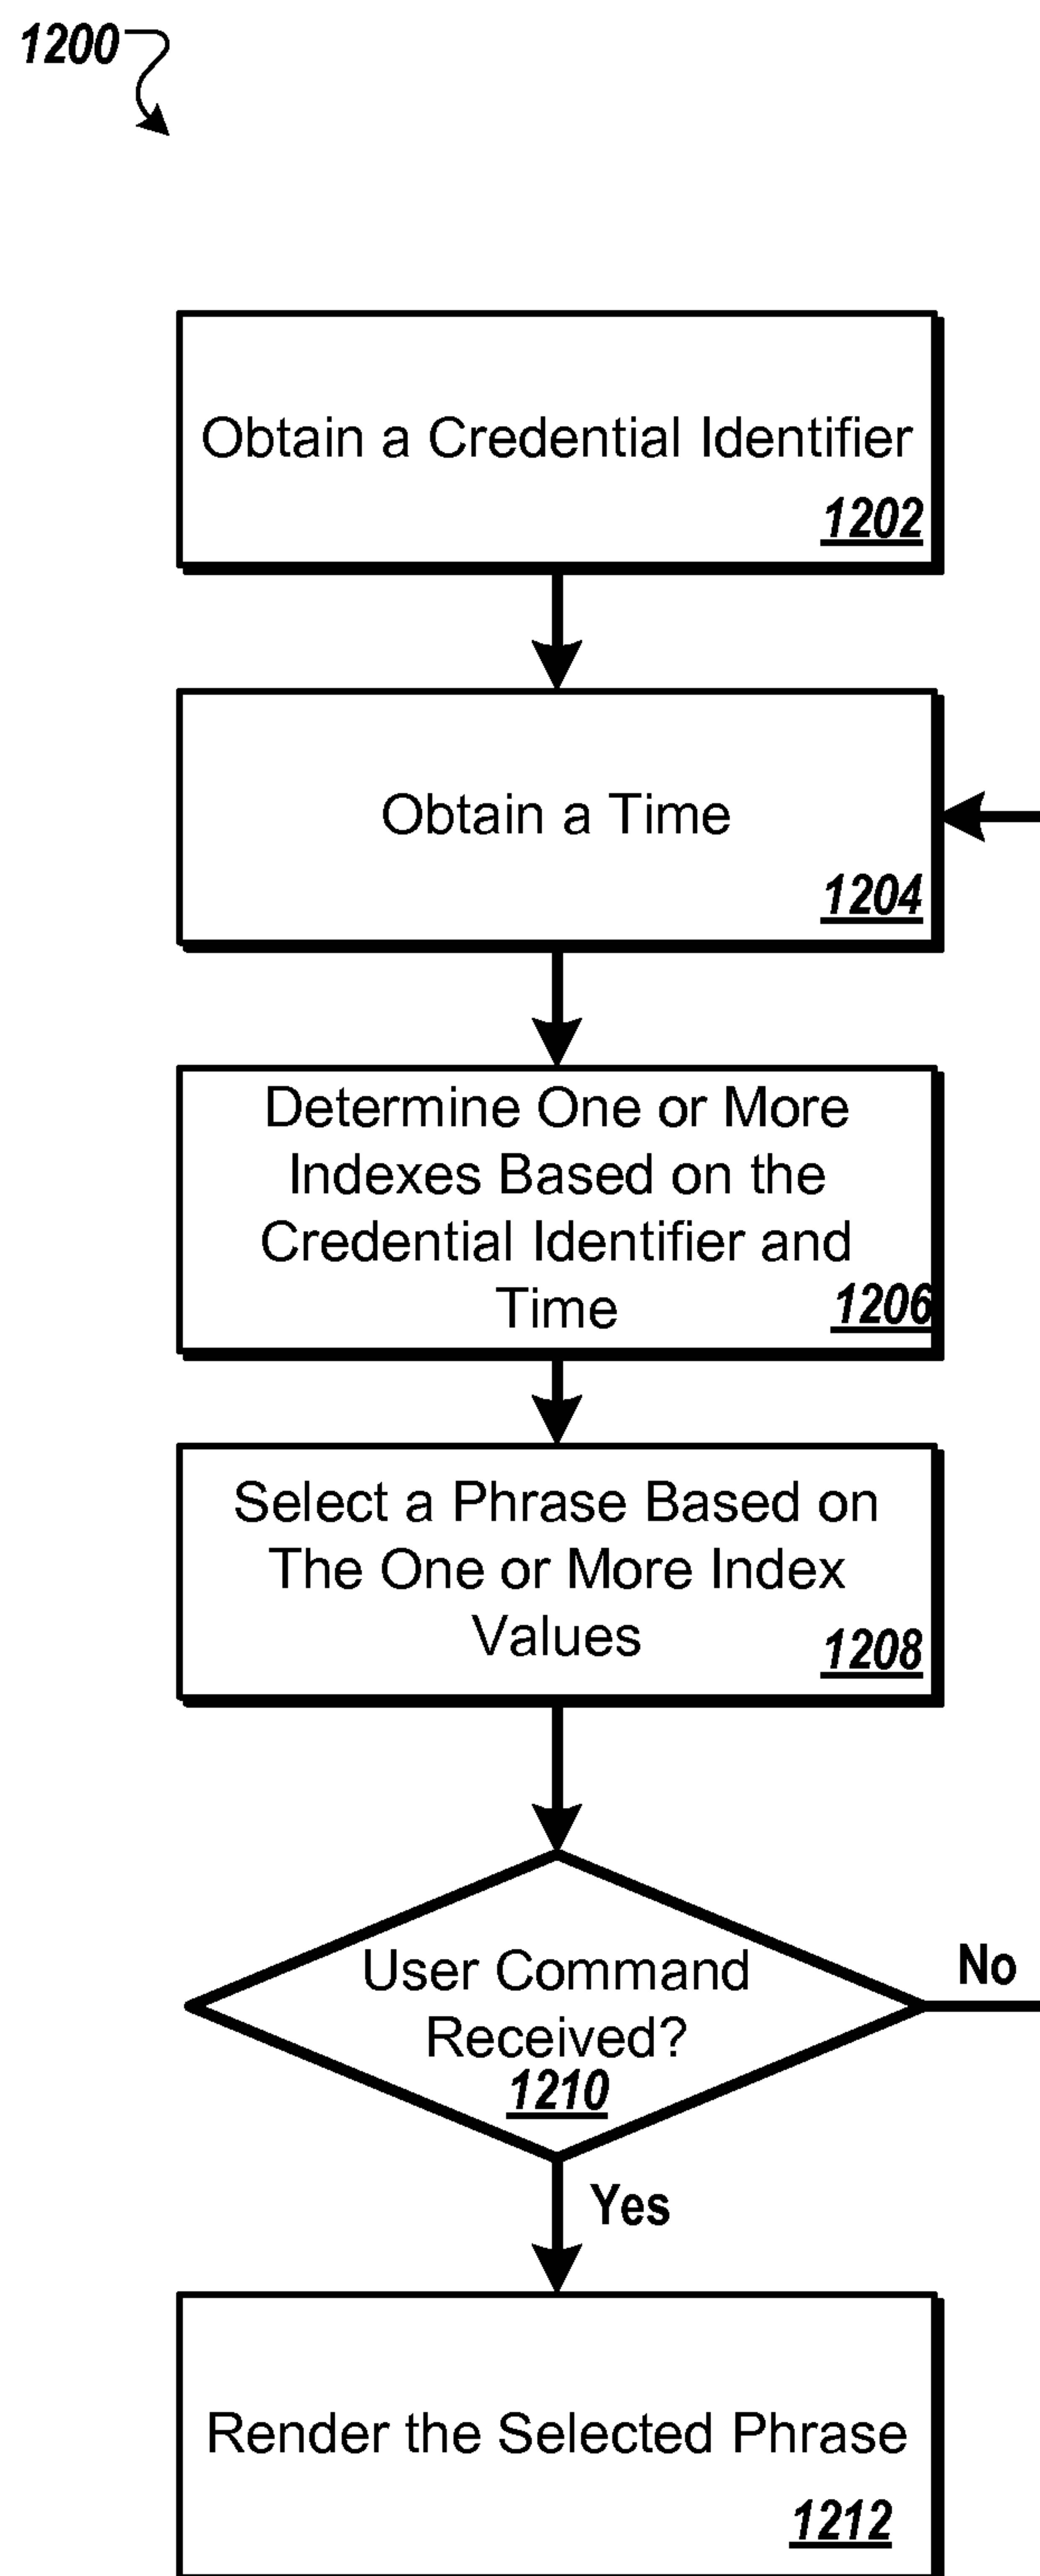 1200
Obtain a Credential Identifier
1202
Obtain a Time
1204
Determine One or More
Indexes Based on the
Credential Identifier and
Time
1206
Select a Phrase Based on
The One or More Index
Values
1208
User Command
Received?
1210
No
Yes
Render the Selected Phrase
1212